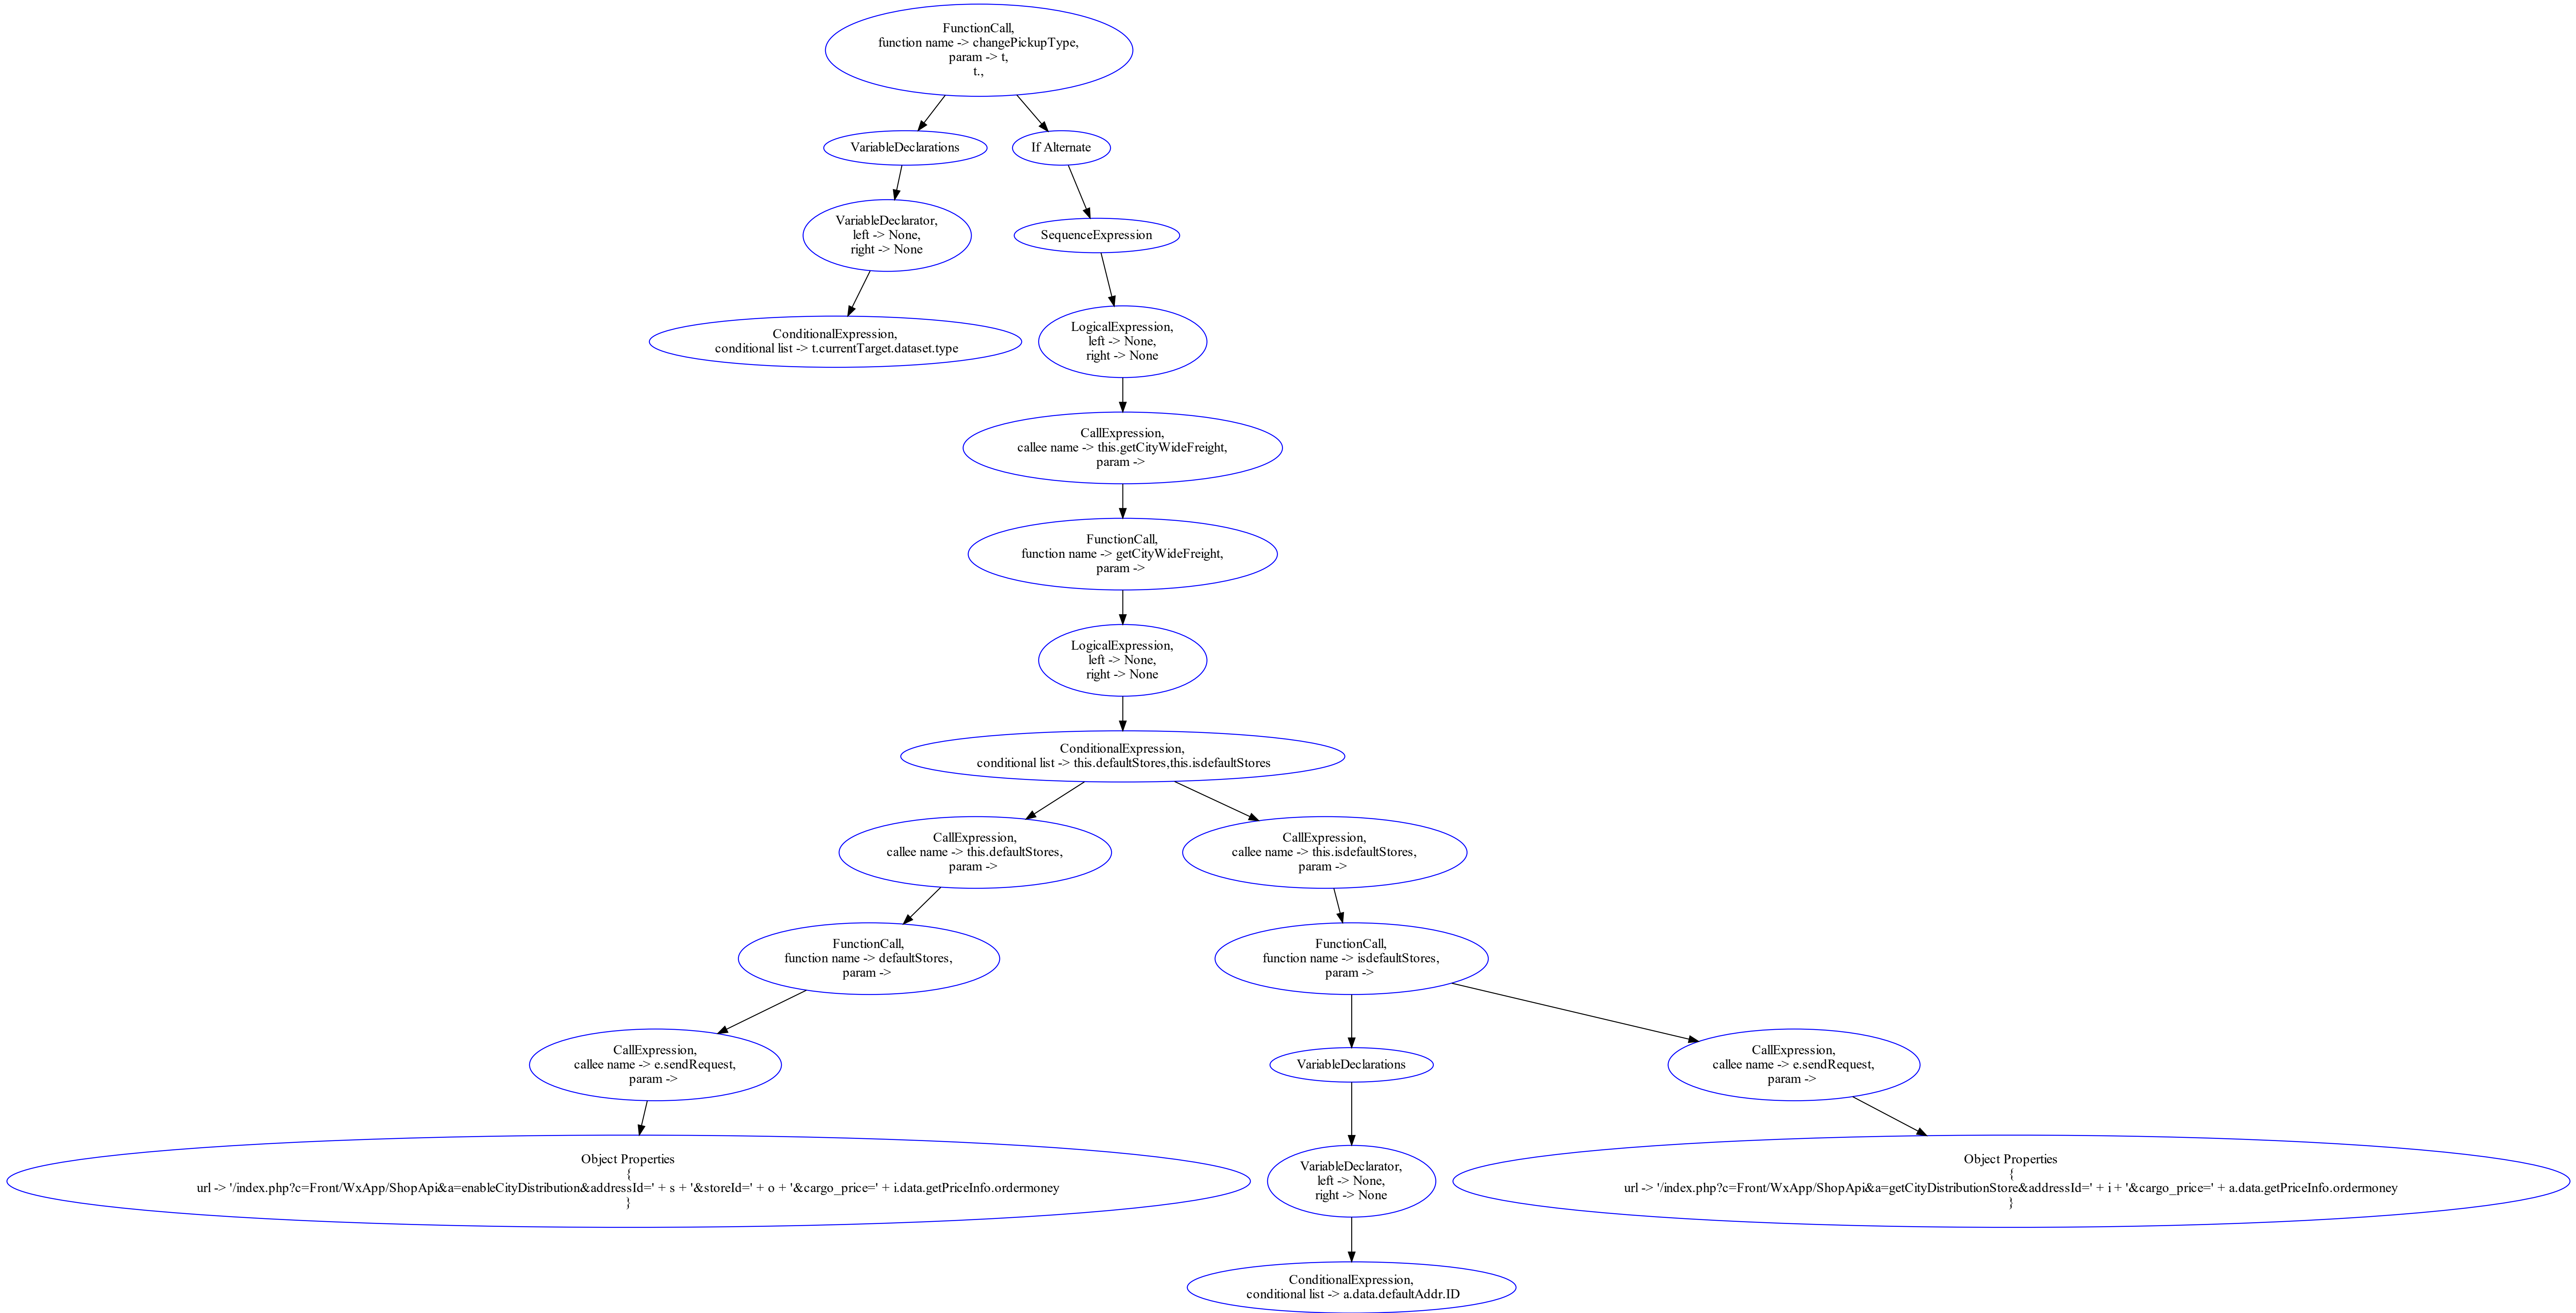 FunctionCall,
function name -> changePickupType,
param -> t,
t.,
VariableDeclarations
If Alternate
VariableDeclarator,
left -> None,
right -> None
SequenceExpression
ConditionalExpression,
conditional list -> t.currentTarget.dataset.type
LogicalExpression,
left -> None,
right -> None
CallExpression,
callee name -> this.getCityWideFreight,
param ->
FunctionCall,
function name -> getCityWideFreight,
param ->
LogicalExpression,
left -> None,
right -> None
ConditionalExpression,
conditional list -> this.defaultStores,this.isdefaultStores
CallExpression,
callee name -> this.defaultStores,
param ->
CallExpression,
callee name -> this.isdefaultStores,
param ->
FunctionCall,
function name -> defaultStores,
param ->
FunctionCall,
function name -> isdefaultStores,
param ->
CallExpression,
callee name -> e.sendRequest,
param ->
VariableDeclarations
CallExpression,
callee name -> e.sendRequest,
param ->
Object Properties
{
url -> '/index.php?c=Front/WxApp/ShopApi&a=enableCityDistribution&addressId=' + s + '&storeId=' + o + '&cargo_price=' + i.data.getPriceInfo.ordermoney
}
VariableDeclarator,
left -> None,
right -> None
Object Properties
{
url -> '/index.php?c=Front/WxApp/ShopApi&a=getCityDistributionStore&addressId=' + i + '&cargo_price=' + a.data.getPriceInfo.ordermoney
}
ConditionalExpression,
conditional list -> a.data.defaultAddr.ID